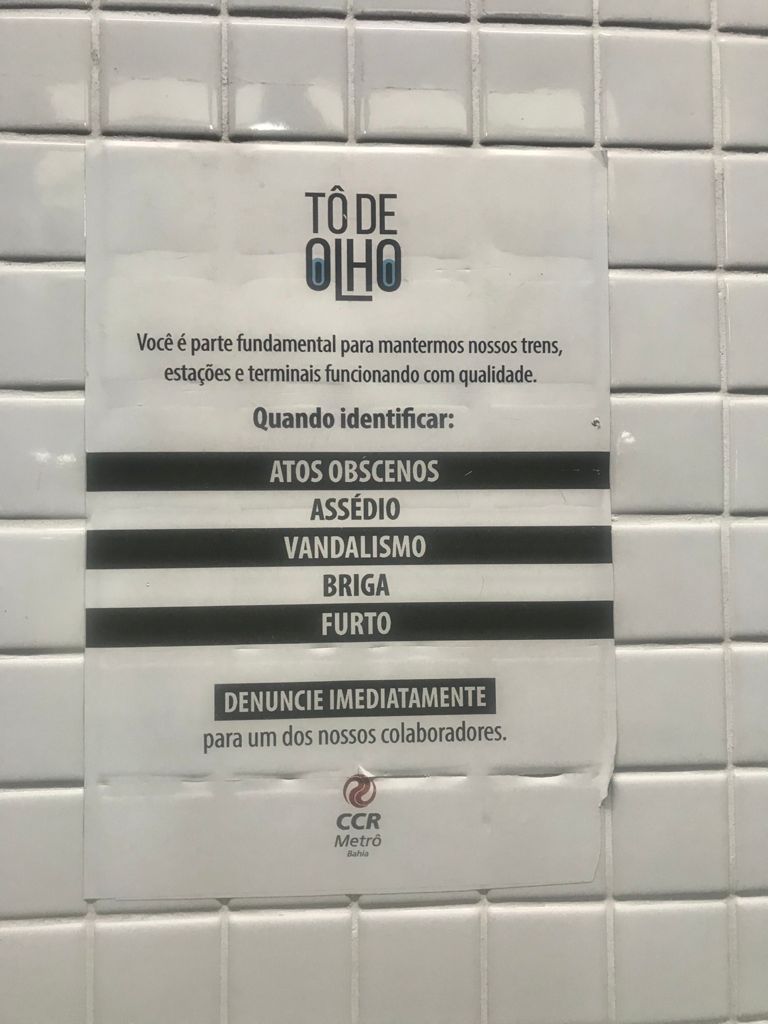 TÔ DE
OLHO
Você é parte fundamental para mantermos nossos trens,
estações e terminais funcionando com qualidade.
Quando identificar:
ATOS OBSCENOS
ASSÉDIO
VANDALISMO
BRIGA
FURTO
DENUNCIE IMEDIATAMENTE
para um dos nossos colaboradores.
CCR
Metrô
Bahia